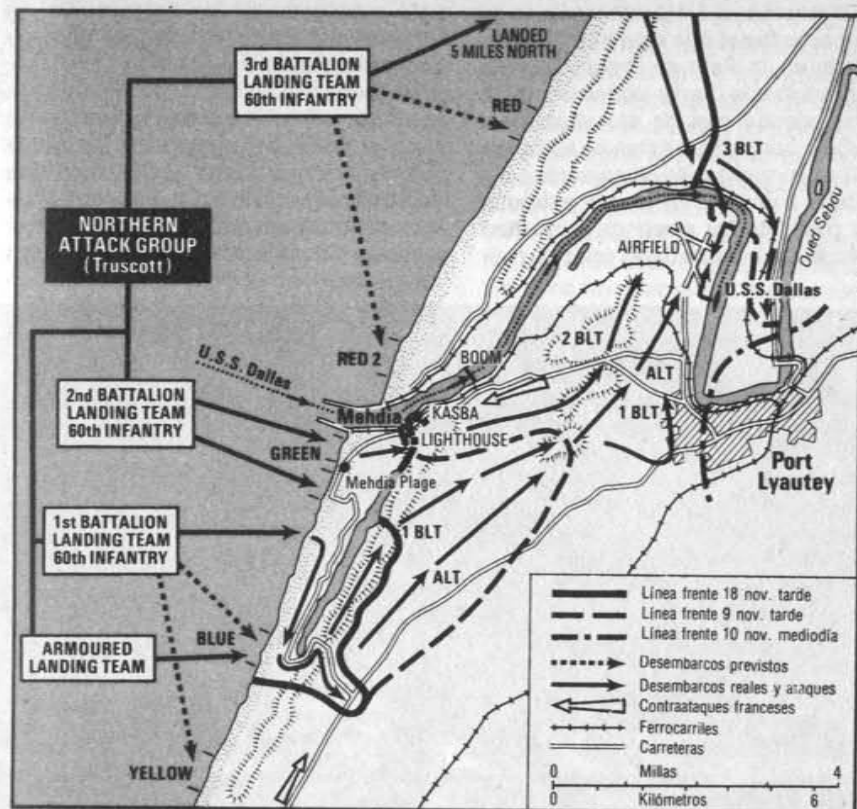 LANDED
5 MILES NORTH
3rd BATTALION
LANDING TEAM
60th INFANTRY
RED
3 BLT
NORTHERN
ATTACK GROUP
(Truscott)
Oued Sebou
AIRFIELD
U.S.S. Dallas
RED 2
BOOM
2 BLT
U.S.S. Dallas
ALT
2nd BATTALION
LANDING TEAM
60th INFANTRY
Mehdia
KASBA
1 BLT
LIGHTHOUSE
GREEN
Mehdia Plage
Port
Lyautey
1st BATTALION
LANDING TEAM
60th INFANTRY
1 BLT
ALT
BLUE
ARMOURED
LANDING TEAM
YELLOW
Línea frente 18 nov. tarde
Línea frente 9 nov. tarde
Línea frente 10 nov. mediodía
Desembarcos previstos
Desembarcos reales y ataques
Contraataques franceses
Ferrocarriles
Carreteras
0 Millas 4
0 Kilómetros 6